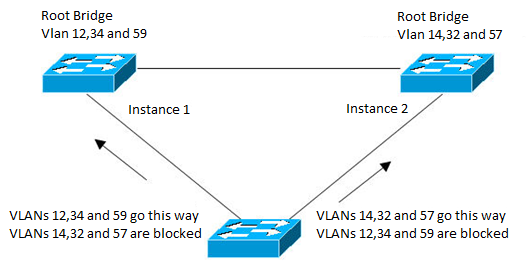 Root Bridge
Vlan 12,34 and 59
Root Bridge
Vlan 14,32 and 57
Instance 1
Instance 2
VLANs 12,34 and 59 go this way
VLANs 14,32 and 57 are blocked
VLANs 14,32 and 57 go this way
VLANs 12,34 and 59 are blocked